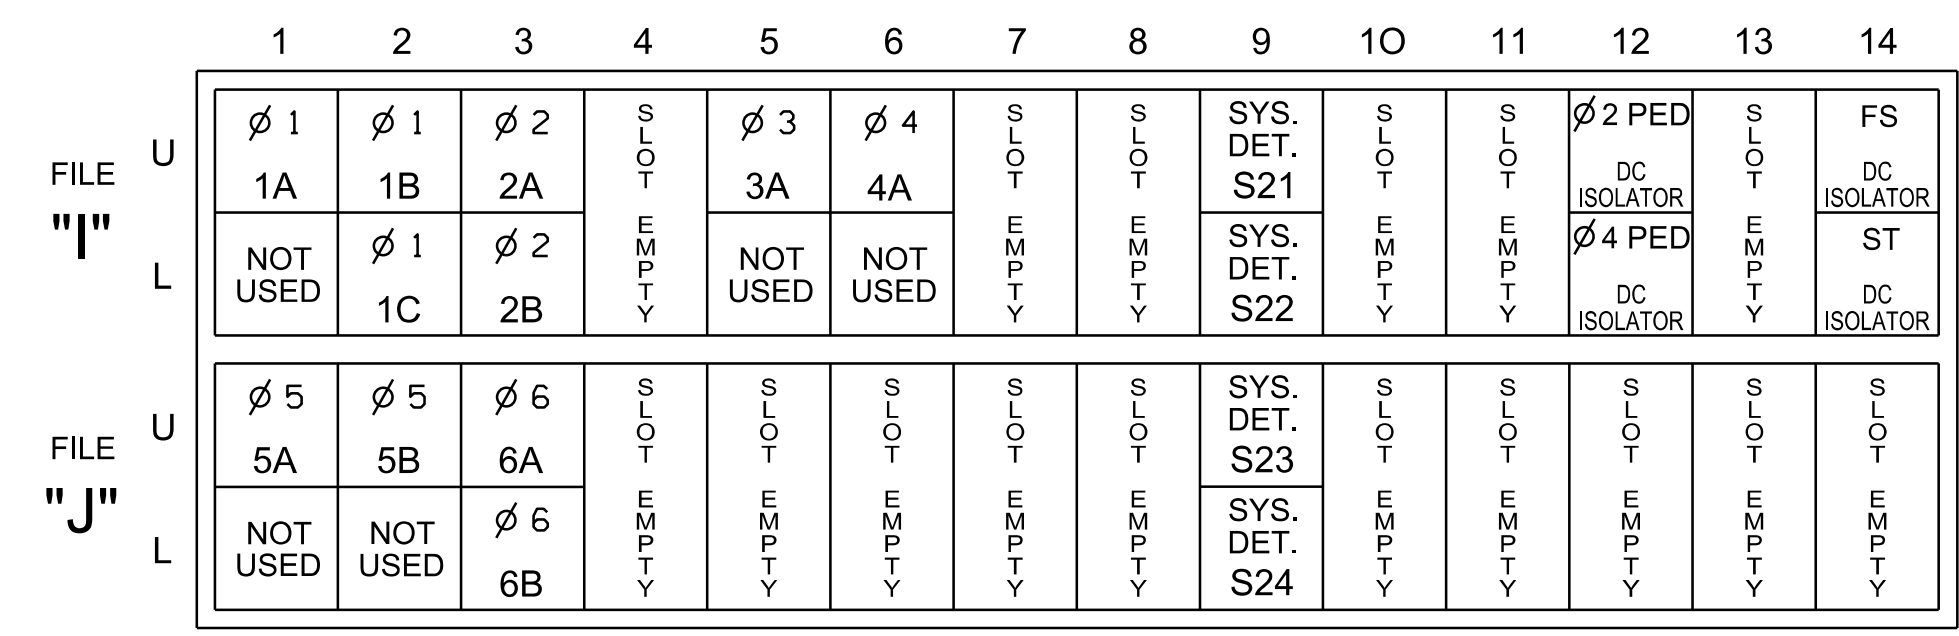 1 2 3 4 5 6 7 8 9 10 11 12 13 14
FILE "I"
U
Ø 1 1A
Ø 1 1B
Ø 2 2A
SLOT EMPTY
Ø 3 3A
Ø 4 4A
SLOT EMPTY
SLOT EMPTY
SYS. DET. S21
SLOT EMPTY
SLOT EMPTY
Ø 2 PED DC ISOLATOR
SLOT EMPTY
FS DC ISOLATOR
L
NOT USED
Ø 1 1C
Ø 2 2B
NOT USED
NOT USED
SYS. DET. S22
Ø 4 PED DC ISOLATOR
ST DC ISOLATOR
FILE "J"
U
Ø 5 5A
Ø 5 5B
Ø 6 6A
SLOT EMPTY
SLOT EMPTY
SLOT EMPTY
SLOT EMPTY
SLOT EMPTY
SYS. DET. S23
SLOT EMPTY
SLOT EMPTY
SLOT EMPTY
SLOT EMPTY
SLOT EMPTY
L
NOT USED
NOT USED
Ø 6 6B
SYS. DET. S24